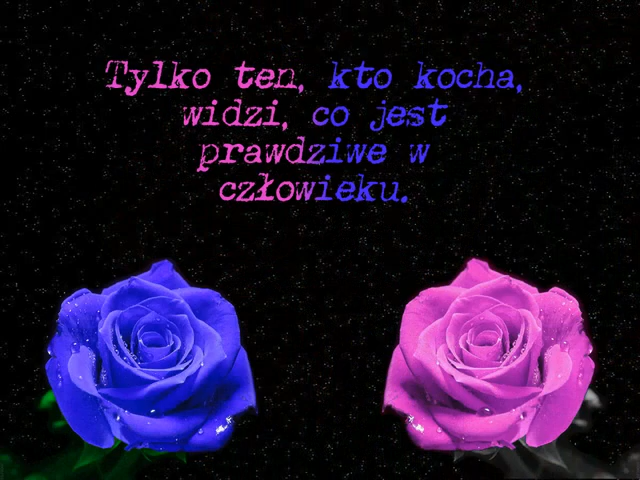 Tylko ten, kto kocha,
widzi, co jest
prawdziwe w
człowieku.